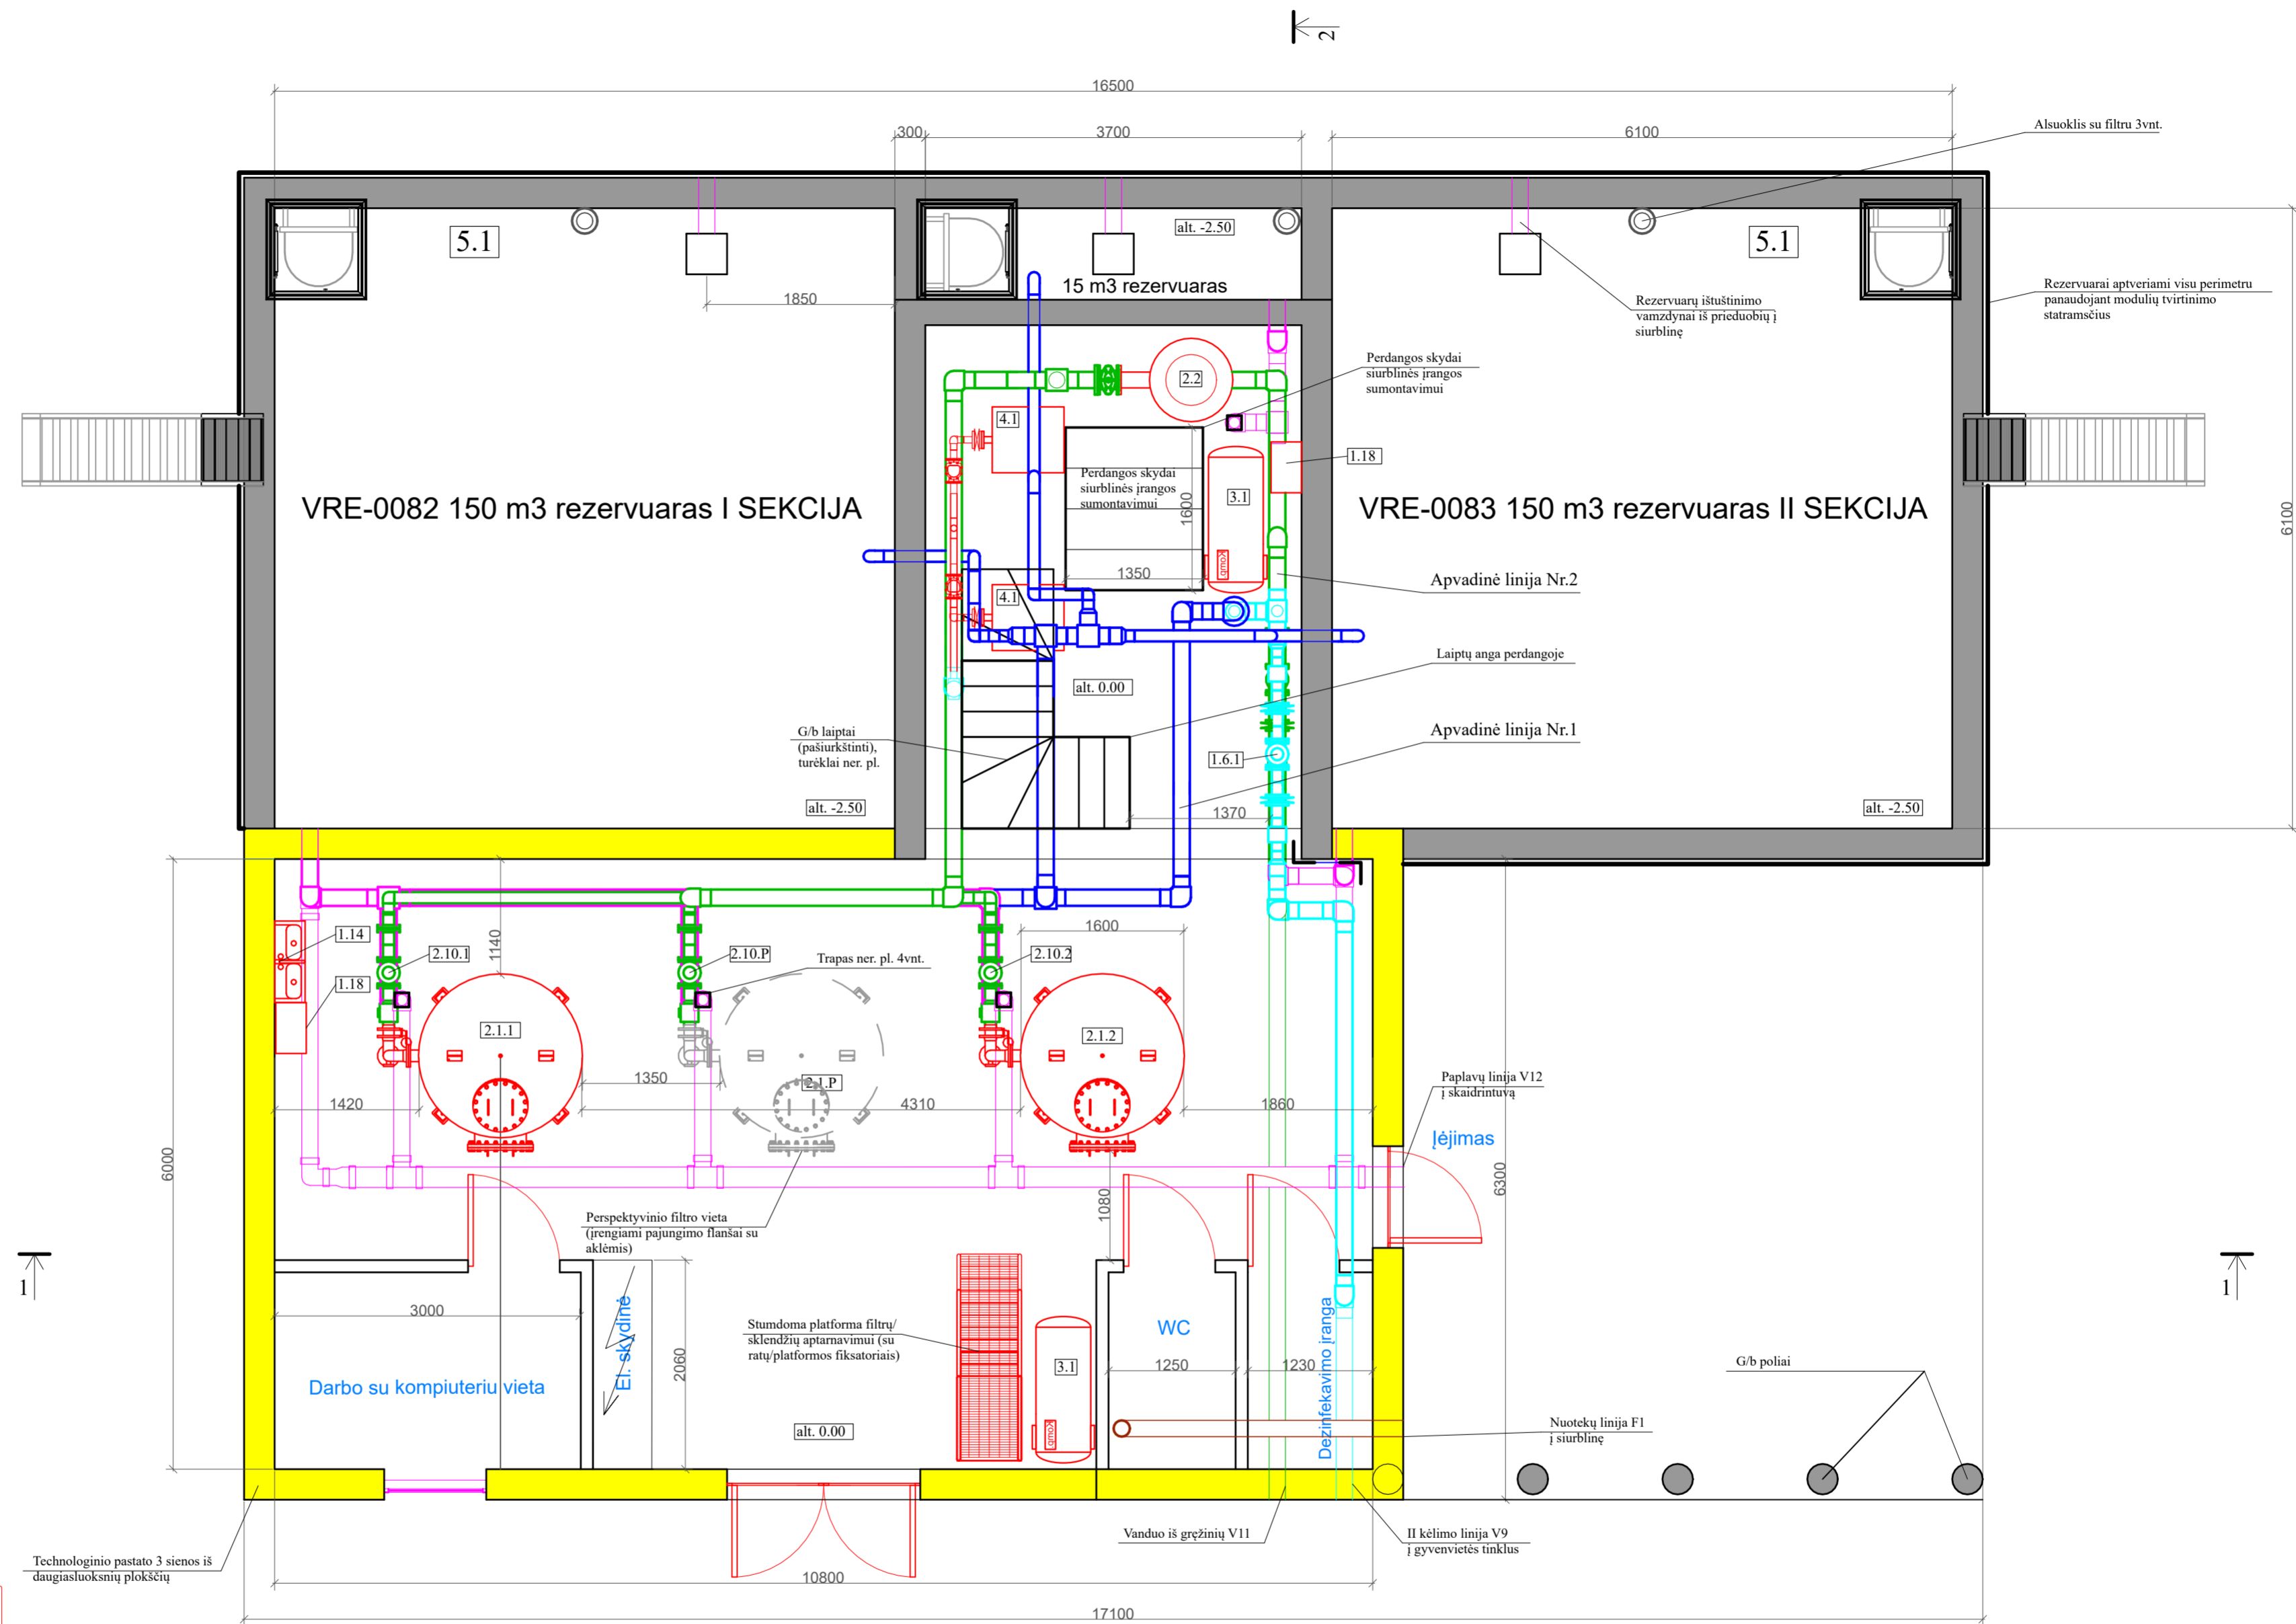 2
16500
300
3700
6100
Alsuoklis su filtru 3vnt.
5.1
alt. -2.50
5.1
15 m3 rezervuaras
1850
Rezervuarų ištuštinimo
vamzdynai iš prieduobių į
siurblinę
Rezervuarai aptveriami visu perimetru
panaudojant modulių tvirtinimo
statramsčius
Perdangos skydai
siurblinės įrangos
sumontavimui
2.2
4.1
1.18
Perdangos skydai
siurblinės įrangos
sumontavimui
1600
3.1
VRE-0082 150 m3 rezervuaras I SEKCIJA
VRE-0083 150 m3 rezervuaras II SEKCIJA
6100
1350
Apvadinė linija Nr.2
4.1
Laiptų anga perdangoje
alt. 0.00
G/b laiptai
(pašiurkštinti),
turėklai ner. pl.
Apvadinė linija Nr.1
1.6.1
alt. -2.50
1370
alt. -2.50
1.14
1140
2.10.1
2.10.P
Trapas ner. pl. 4vnt.
1600
2.10.2
1.18
2.1.1
2.1.2
1350
2.1.P
1420
4310
1860
Paplavų linija V12
į skaidrintuvą
Įėjimas
6000
6300
1080
Perspektyvinio filtro vieta
(įrengiami pajungimo flanšai su
aklėmis)
1
1
3000
El. skydinė
2060
Stumdoma platforma filtrų/
sklendžių aptarnavimui (su
ratų/platformos fiksatoriais)
WC
3.1
1250
1230
Dezinfekavimo įranga
G/b poliai
Darbo su kompiuteriu vieta
alt. 0.00
Nuotekų linija F1
į siurblinę
Vanduo iš gręžinių V11
II kėlimo linija V9
į gyvenvietės tinklus
Technologinio pastato 3 sienos iš
daugiasluoksnių plokščių
10800
17100